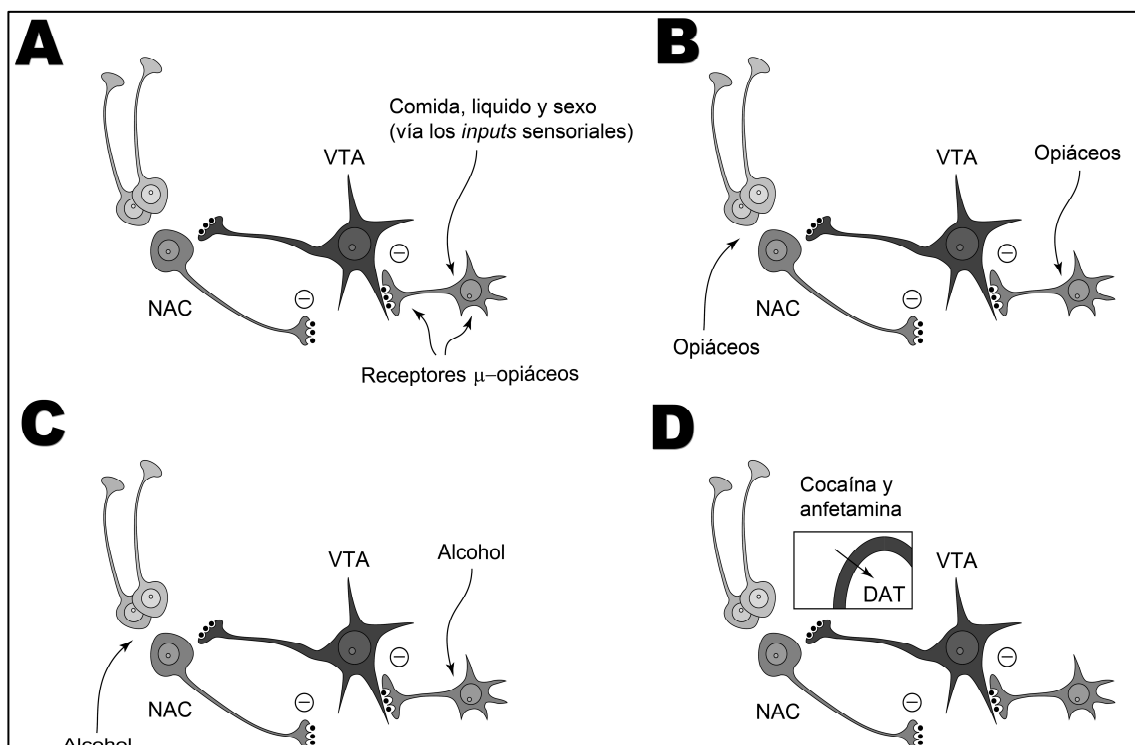 A
Comida, liquido y sexo
(vía los inputs sensoriales)
VTA
NAC
Receptores µ–opiáceos
B
VTA
Opiáceos
NAC
Opiáceos
C
VTA
Alcohol
NAC
Alcohol
D
Cocaína y
anfetamina
DAT
VTA
NAC